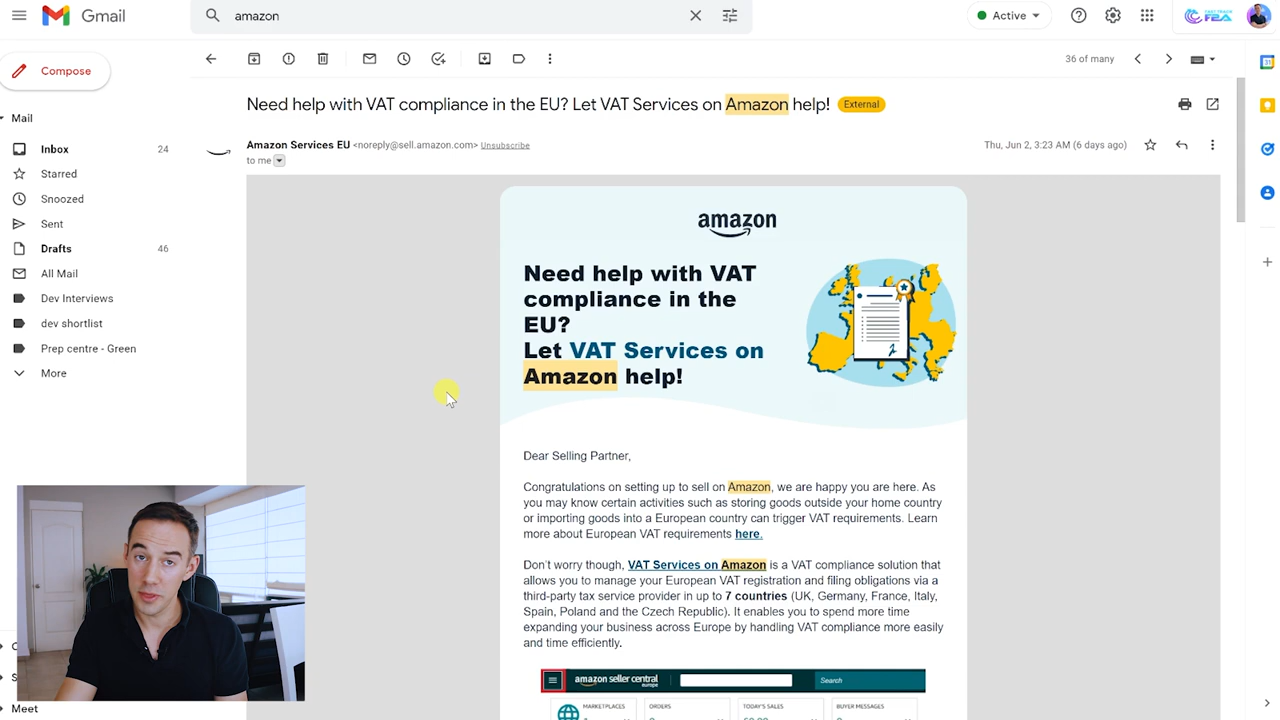 Gmail
amazon
Active
FAST TRACK
FBA
Compose
36 of many
Mail
Inbox 24
Starred
Snoozed
Sent
Drafts 46
All Mail
Dev Interviews
dev shortlist
Prep centre - Green
More
Meet
Need help with VAT compliance in the EU? Let VAT Services on Amazon help! External
Amazon Services EU <noreply@sell.amazon.com> Unsubscribe
Thu, Jun 2, 3:23 AM (6 days ago)
to me
31
amazon
Need help with VAT
compliance in the
EU?
Let VAT Services on
Amazon help!
Dear Selling Partner,
Congratulations on setting up to sell on Amazon, we are happy you are here. As
you may know certain activities such as storing goods outside your home country
or importing goods into a European country can trigger VAT requirements. Learn
more about European VAT requirements here.
Don't worry though, VAT Services on Amazon is a VAT compliance solution that
allows you to manage your European VAT registration and filing obligations via a
third-party tax service provider in up to 7 countries (UK, Germany, France, Italy,
Spain, Poland and the Czech Republic). It enables you to spend more time
expanding your business across Europe by handling VAT compliance more easily
and time efficiently.
amazon seller central
europe
Search
MARKETPLACES
ORDERS
TODAY'S SALES
BUYER MESSAGES